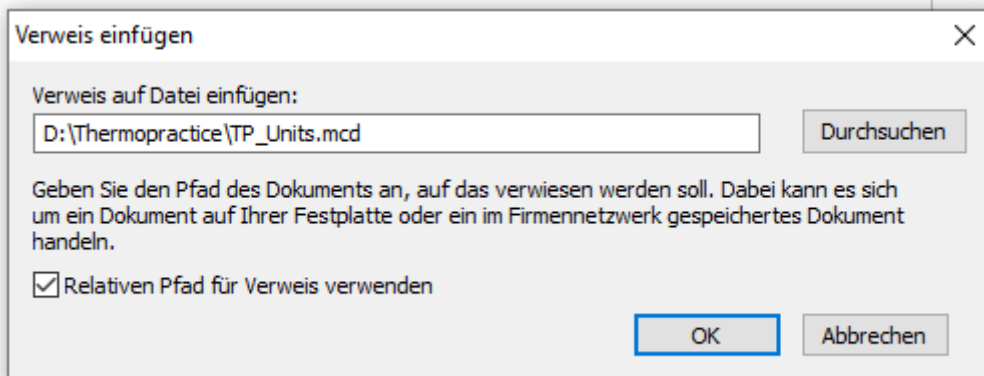 Verweis einfügen
Verweis auf Datei einfügen:
D:\Thermopractice\TP_Units.mcd
Durchsuchen
Geben Sie den Pfad des Dokuments an, auf das verwiesen werden soll. Dabei kann es sich
um ein Dokument auf Ihrer Festplatte oder ein im Firmennetzwerk gespeichertes Dokument
handeln.
Relativen Pfad für Verweis verwenden
OK
Abbrechen